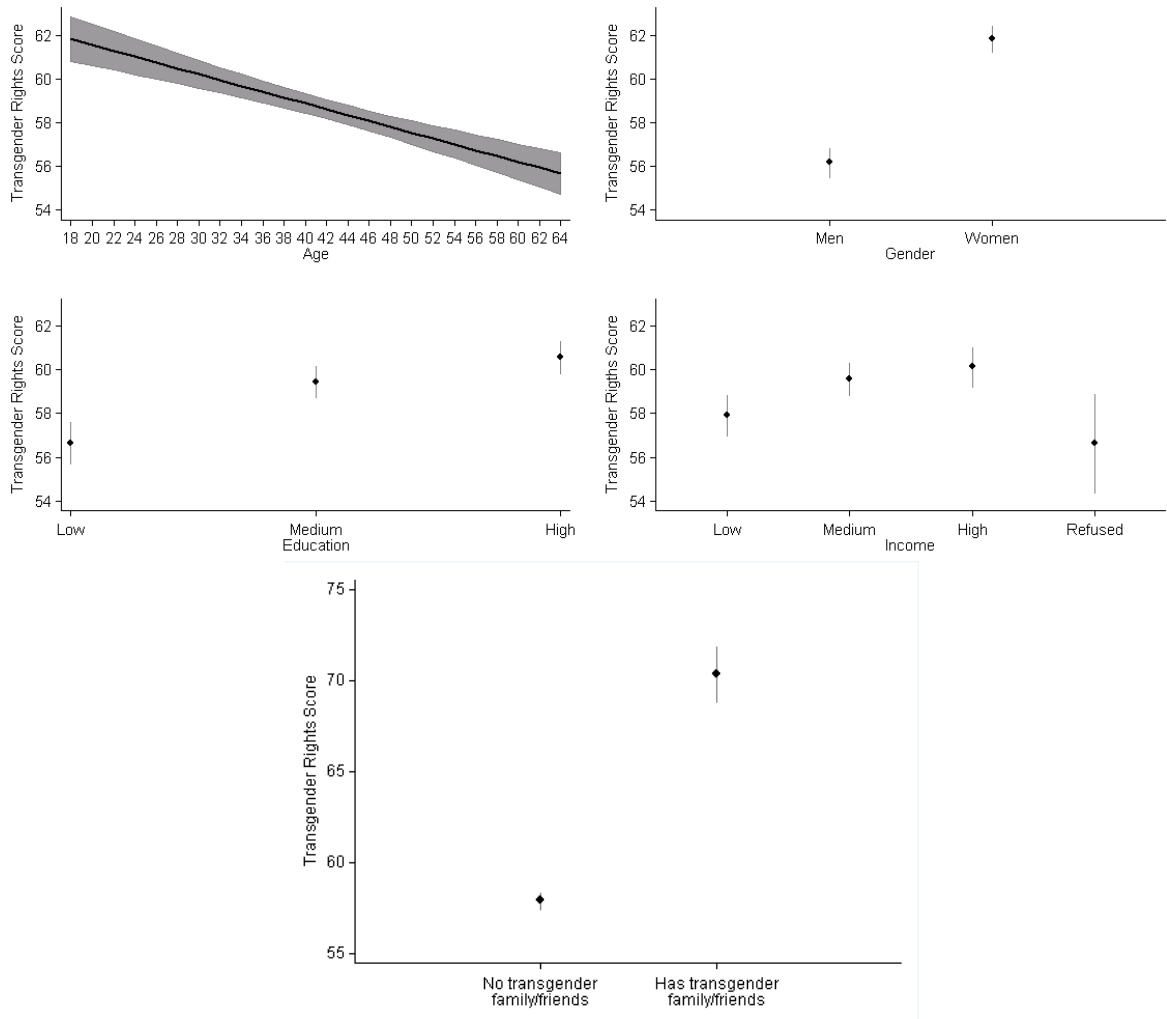 Transgender Rights Score
62
60
58
56
54
18 20 22 24 26 28 30 32 34 36 38 40 42 44 46 48 50 52 54 56 58 60 62 64
Age
Transgender Rights Score
62
60
58
56
54
Men Women
Gender
Transgender Rights Score
62
60
58
56
54
Low Medium High
Education
Transgender Rigths Score
62
60
58
56
54
Low Medium High Refused
Income
Transgender Rights Score
75
70
65
60
55
No transgender Has transgender
family/friends family/friends